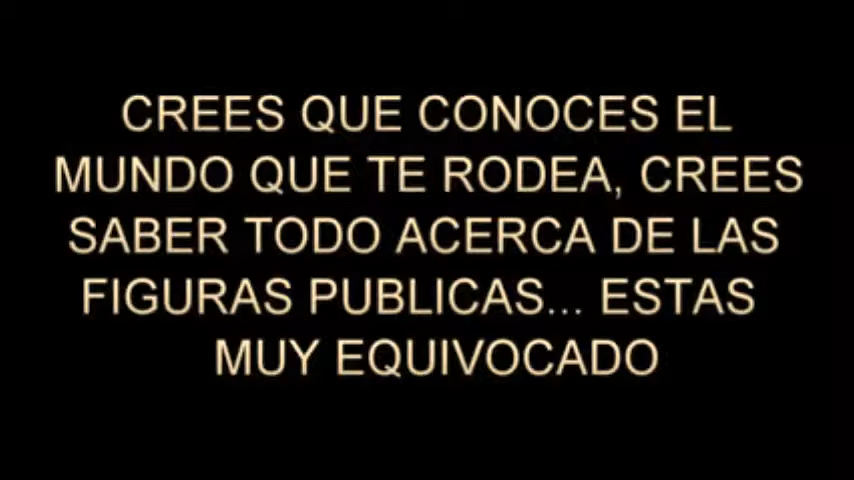 CREES QUE CONOCES EL
MUNDO QUE TE RODEA, CREES
SABER TODO ACERCA DE LAS
FIGURAS PUBLICAS... ESTAS
MUY EQUIVOCADO